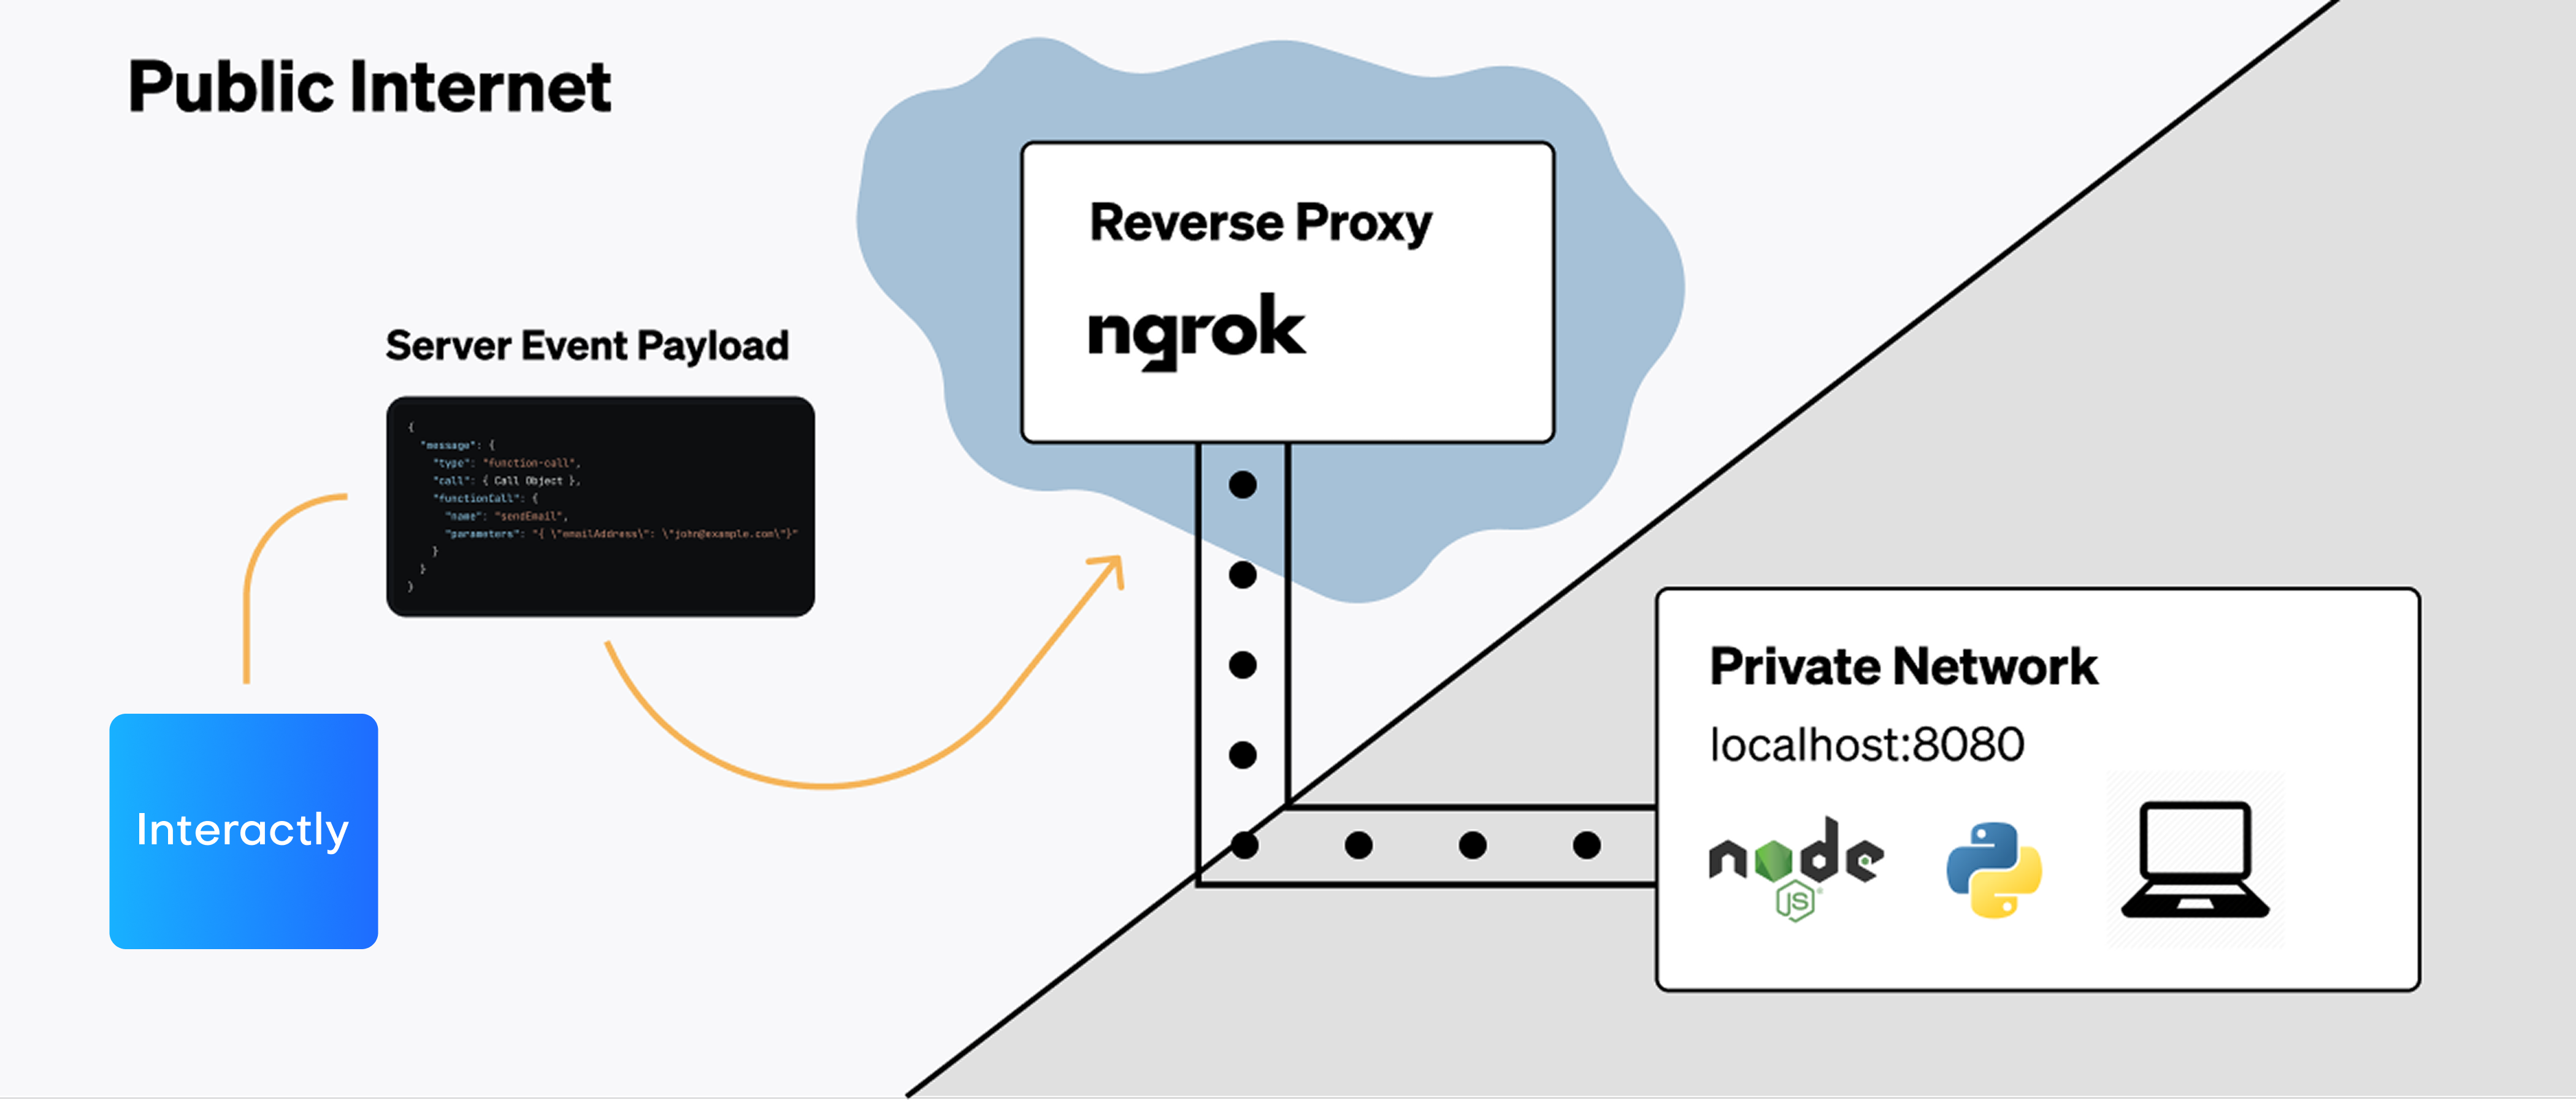 Public Internet
Server Event Payload
{
"message": {
"type": "function-call",
"call": { Call Object },
"functionCall": {
"name": "sendEmail",
"parameters": "{ \"emailAddress\": \"john@example.com\"}"
}
}
}
Interactly
Reverse Proxy
ngrok
Private Network
localhost:8080
node
JS